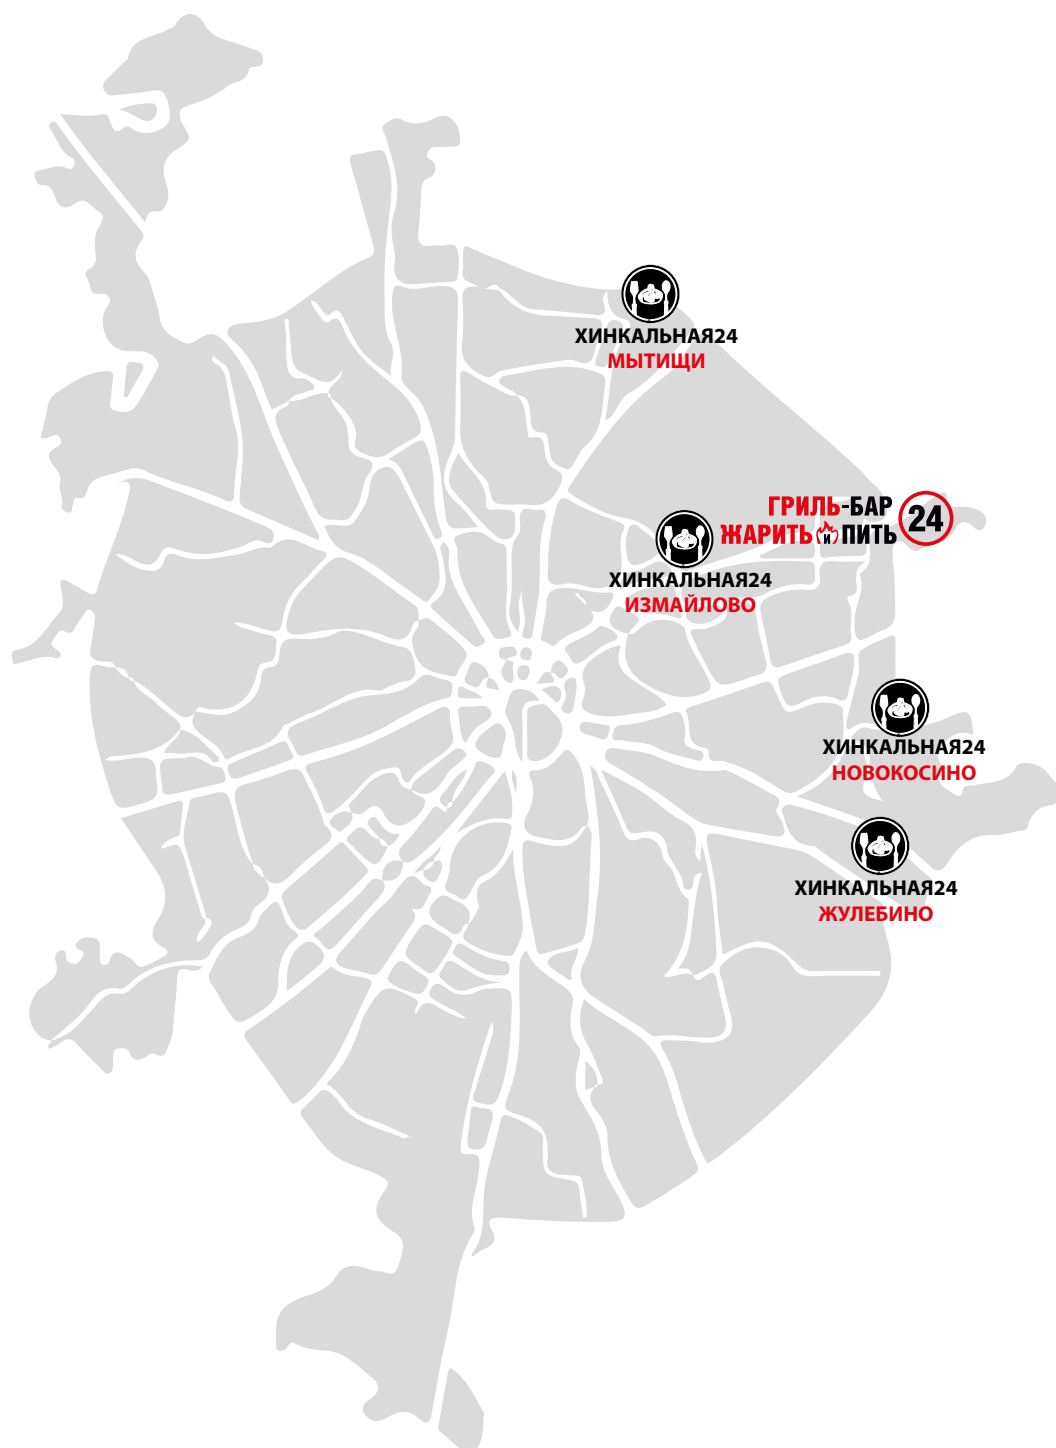 ХИНКАЛЬНАЯ24
МЫТИЩИ
ГРИЛЬ-БАР
ЖАРИТЬ И ПИТЬ
24
ХИНКАЛЬНАЯ24
ИЗМАЙЛОВО
ХИНКАЛЬНАЯ24
НОВОКОСИНО
ХИНКАЛЬНАЯ24
ЖУЛЕБИНО